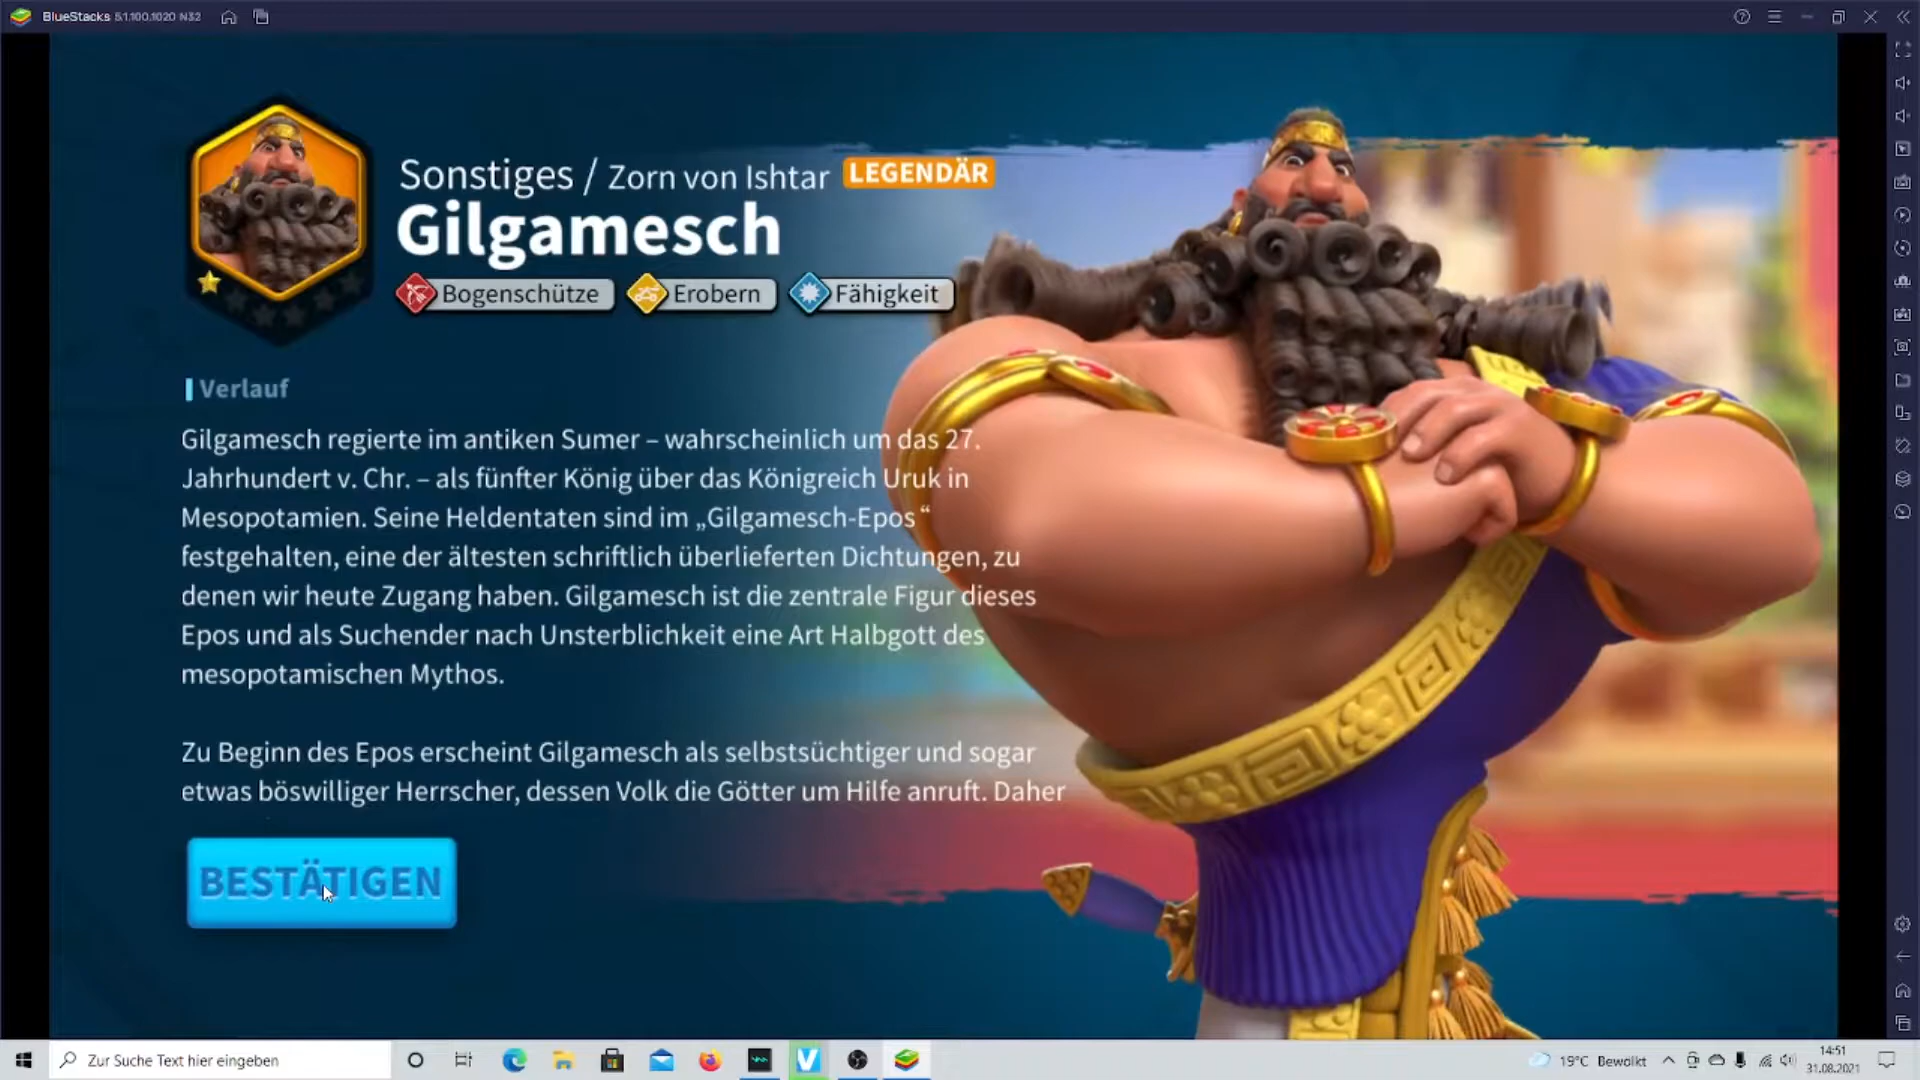 BlueStacks 5.1.100.1020 N32
Sonstiges / Zorn von Ishtar LEGENDÄR
Gilgamesch
Bogenschütze Erobern Fähigkeit
Verlauf
Gilgamesch regierte im antiken Sumer – wahrscheinlich um das 27.
Jahrhundert v. Chr. – als fünfter König über das Königreich Uruk in
Mesopotamien. Seine Heldentaten sind im „Gilgamesch-Epos “
festgehalten, eine der ältesten schriftlich überlieferten Dichtungen, zu
denen wir heute Zugang haben. Gilgamesch ist die zentrale Figur dieses
Epos und als Suchender nach Unsterblichkeit eine Art Halbgott des
mesopotamischen Mythos.
Zu Beginn des Epos erscheint Gilgamesch als selbstsüchtiger und sogar
etwas böswilliger Herrscher, dessen Volk die Götter um Hilfe anruft. Daher
BESTÄTIGEN
Zur Suche Text hier eingeben
19°C Bewölkt
14:51
31.08.2021